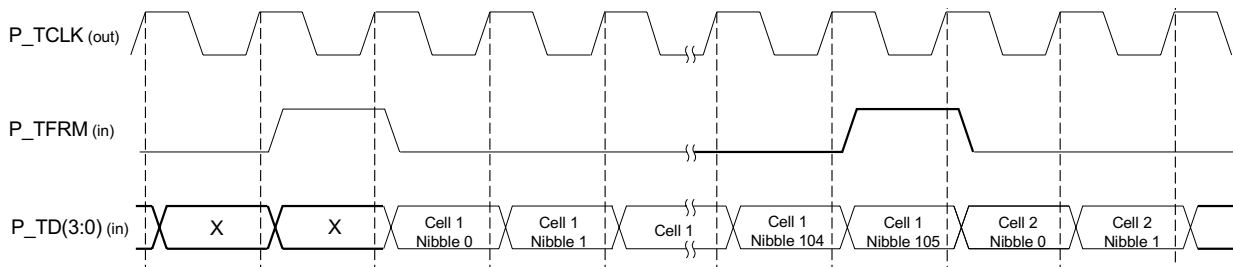 P_TCLK (out)
P_TFRM (in)
P_TD(3:0) (in)
X
X
Cell 1
Nibble 0
Cell 1
Nibble 1
Cell 1
Cell 1
Nibble 104
Cell 1
Nibble 105
Cell 2
Nibble 0
Cell 2
Nibble 1